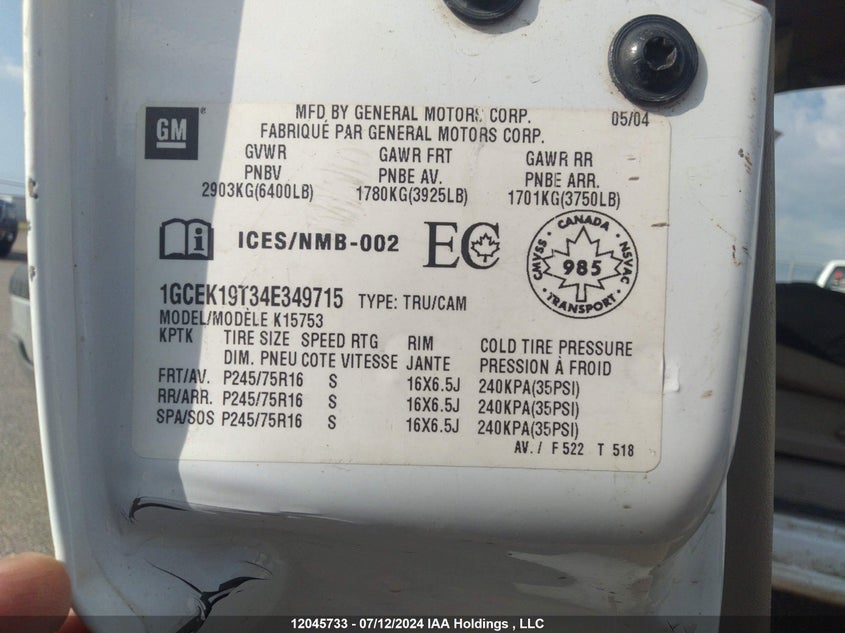 GM
MFD BY GENERAL MOTORS CORP. 05/04
FABRIQUÉ PAR GENERAL MOTORS CORP.
GVWR GAWR FRT GAWR RR
PNBV PNBE AV. PNBE ARR.
2903KG(6400LB) 1780KG(3925LB) 1701KG(3750LB)
i ICES/NMB-002 EC
CANADA
CMVSS 985 NSVAC
TRANSPORT
1GCEK19T34E349715 TYPE: TRU/CAM
MODEL/MODÈLE K15753
KPTK TIRE SIZE SPEED RTG RIM COLD TIRE PRESSURE
DIM. PNEU COTE VITESSE JANTE PRESSION À FROID
FRT/AV. P245/75R16 S 16X6.5J 240KPA(35PSI)
RR/ARR. P245/75R16 S 16X6.5J 240KPA(35PSI)
SPA/SOS P245/75R16 S 16X6.5J 240KPA(35PSI)
AV. / F 522 T 518
12045733 - 07/12/2024 IAA Holdings , LLC